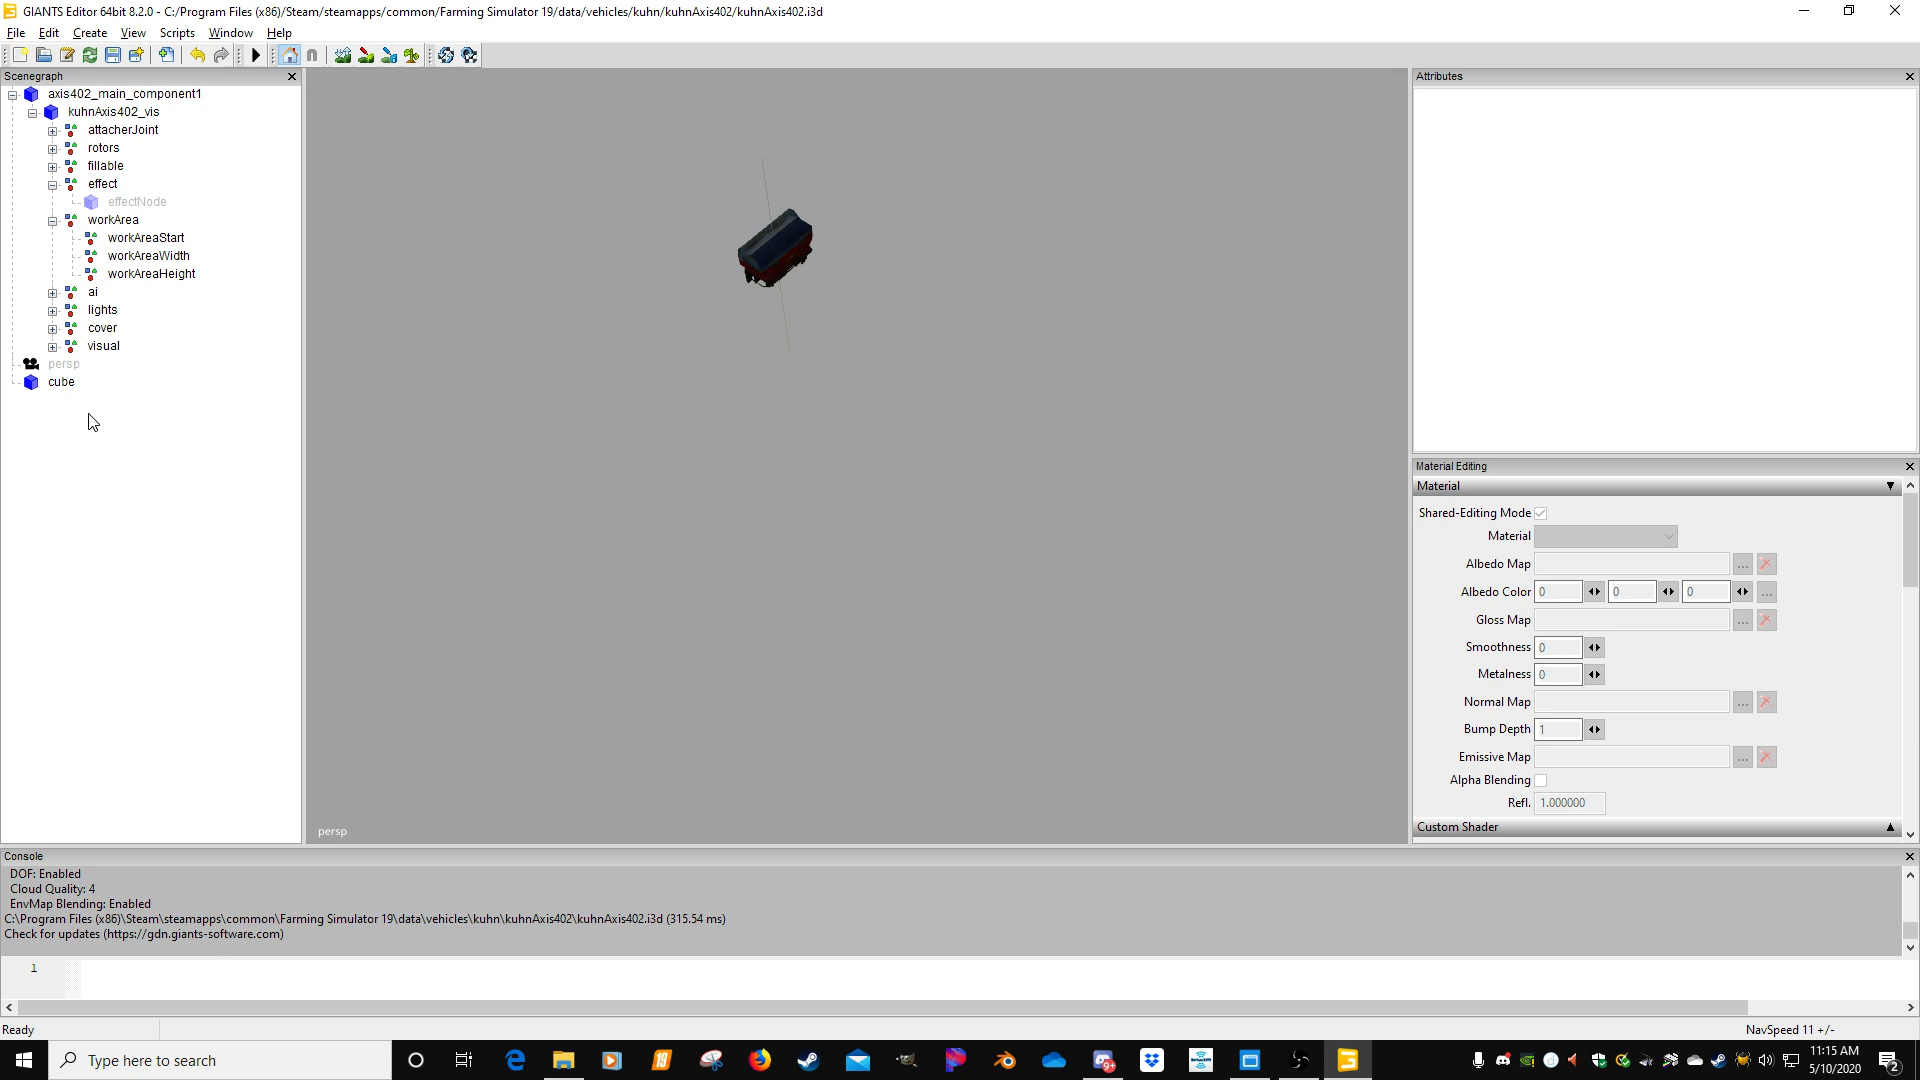 GIANTS Editor 64bit 8.2.0 - C:/Program Files (x86)/Steam/steamapps/common/Farming Simulator 19/data/vehicles/kuhn/kuhnAxis402/kuhnAxis402.i3d
File Edit Create View Scripts Window Help
Scenegraph
axis402_main_component1
kuhnAxis402_vis
attacherJoint
rotors
fillable
effect
effectNode
workArea
workAreaStart
workAreaWidth
workAreaHeight
ai
lights
cover
visual
persp
cube
persp
Attributes
Material Editing
Material
Shared-Editing Mode
Material
Albedo Map ...
Albedo Color 0 0 0 ...
Gloss Map ...
Smoothness 0
Metalness 0
Normal Map ...
Bump Depth 1
Emissive Map ...
Alpha Blending
Refl. 1.000000
Custom Shader
Console
DOF: Enabled
Cloud Quality: 4
EnvMap Blending: Enabled
C:\Program Files (x86)\Steam\steamapps\common\Farming Simulator 19\data\vehicles\kuhn\kuhnAxis402\kuhnAxis402.i3d (315.54 ms)
Check for updates (https://gdn.giants-software.com)
1
Ready
NavSpeed 11 +/-
Type here to search
19
9+
11:15 AM
5/10/2020
2